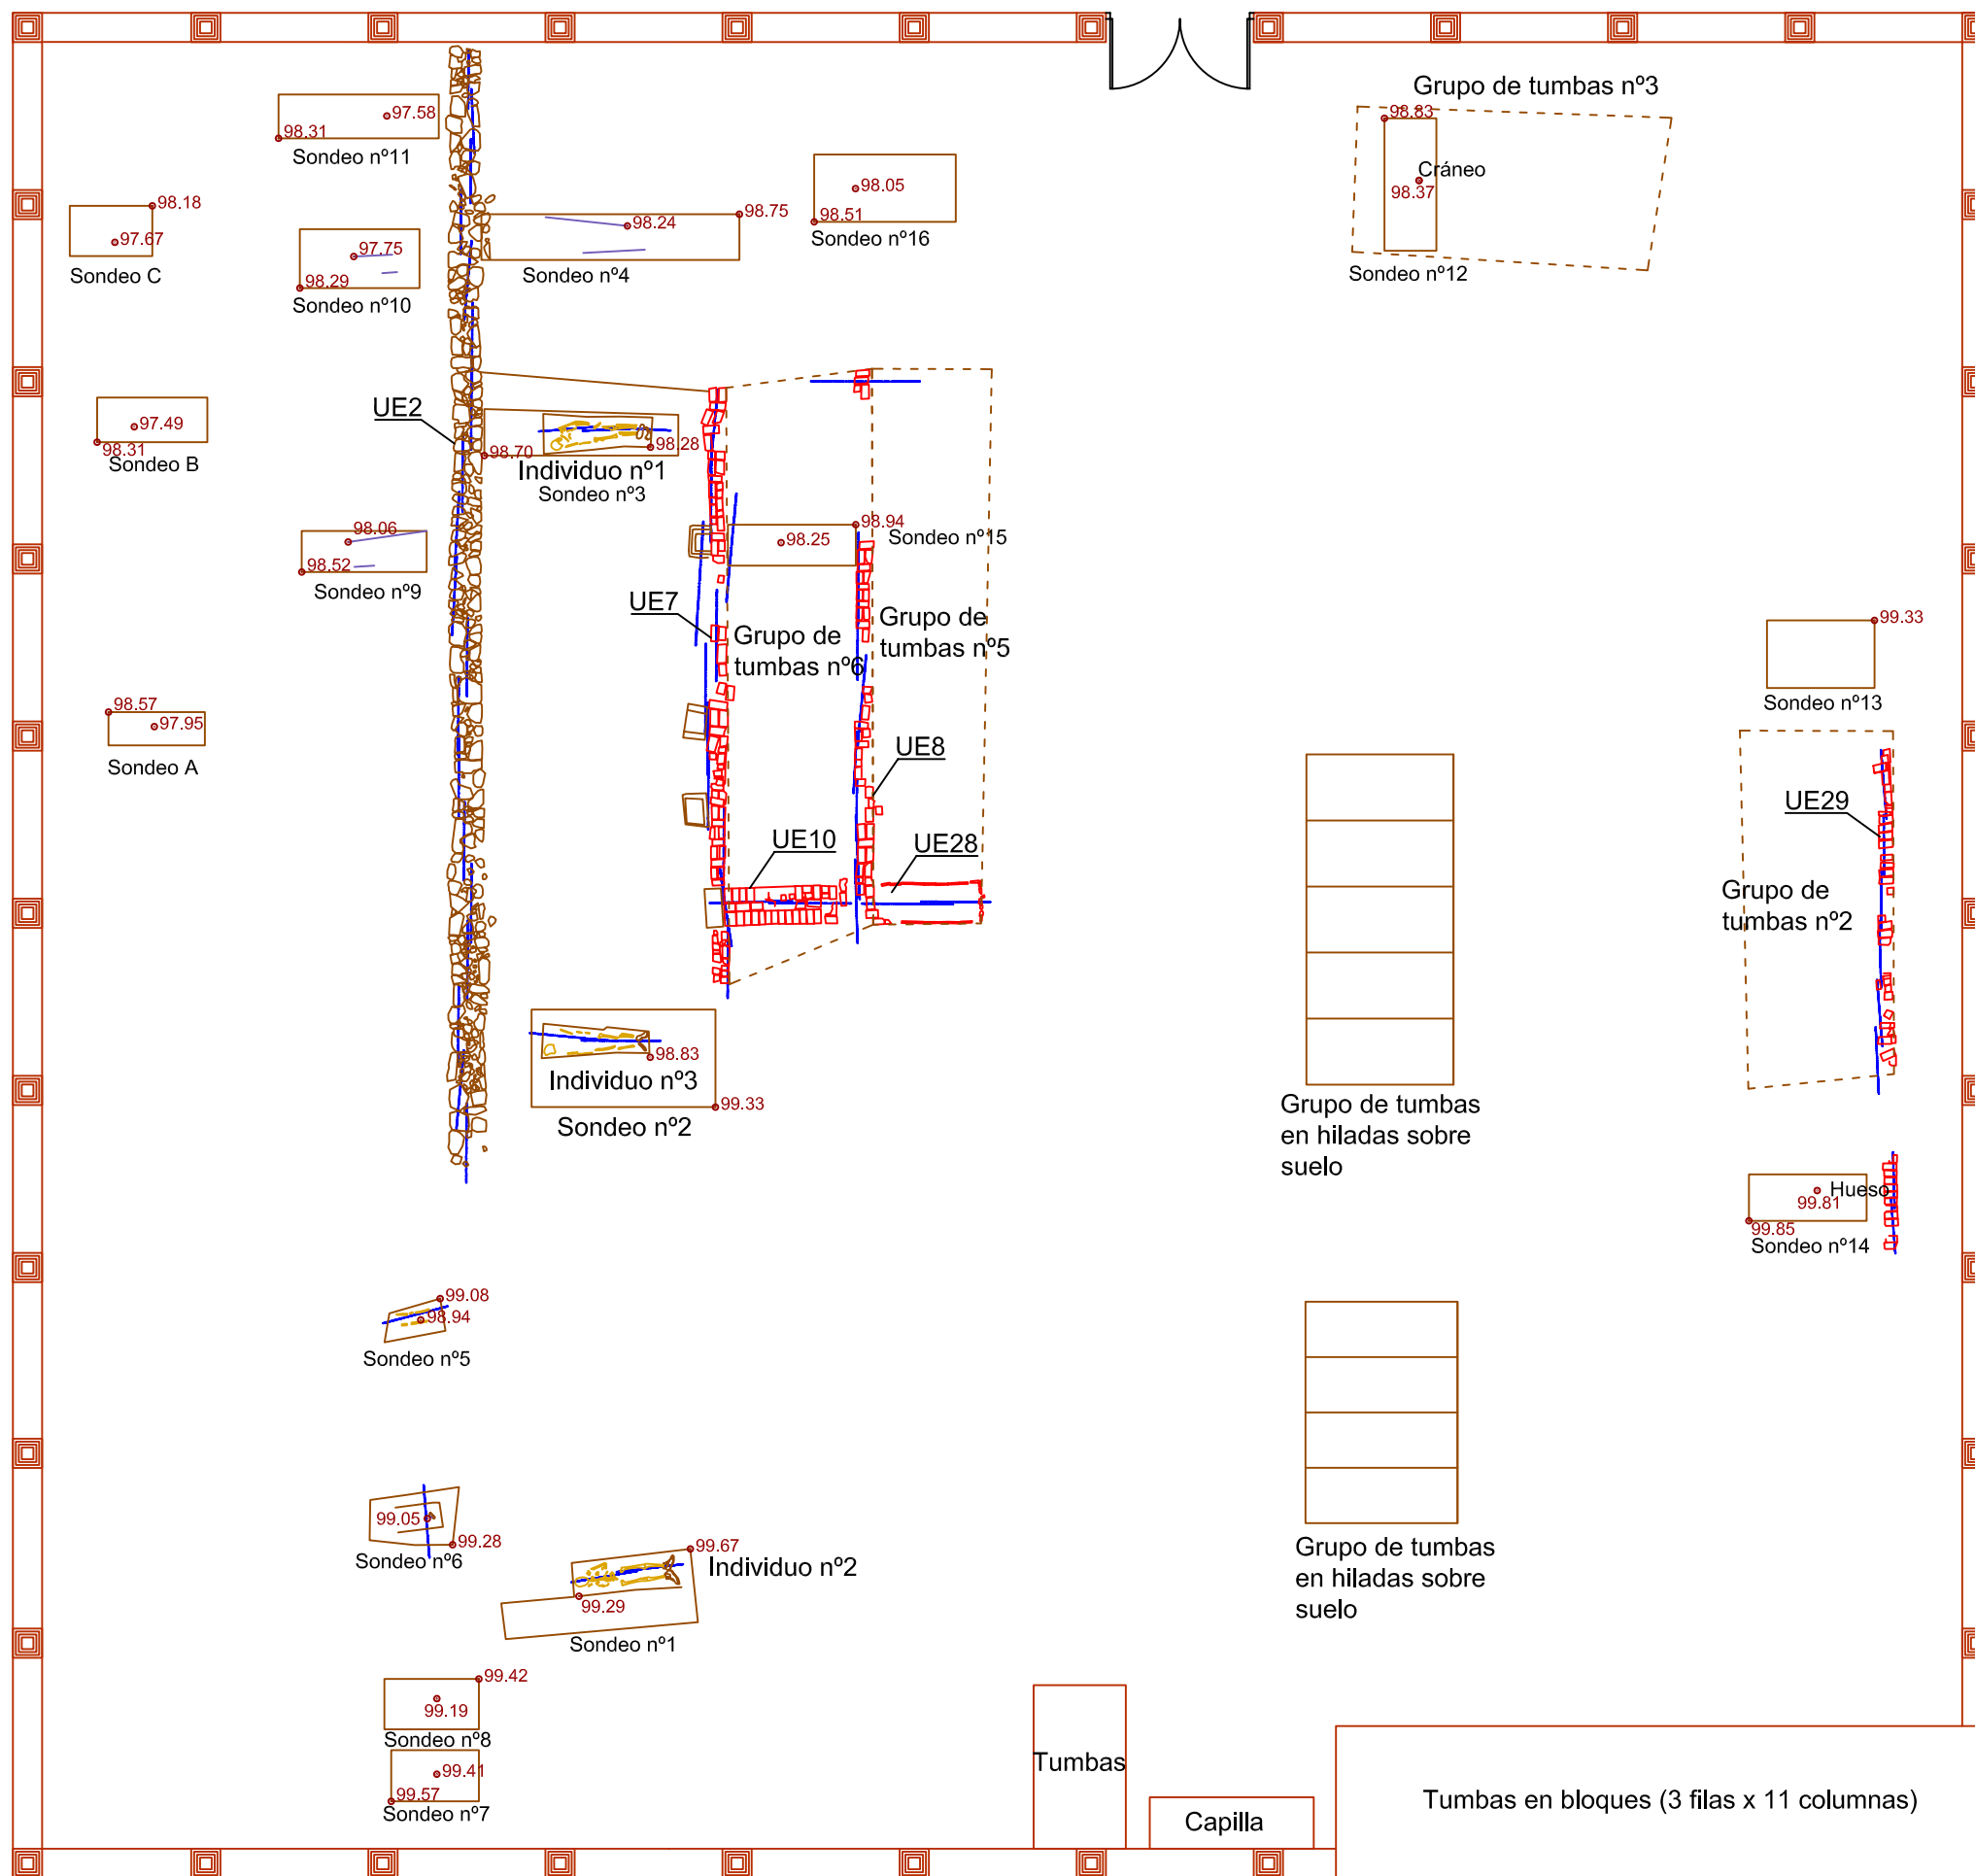 Grupo de tumbas nº3
98.83
Cráneo
98.37
Sondeo nº12
97.58
98.31
Sondeo nº11
98.18
97.67
Sondeo C
97.75
98.29
Sondeo nº10
98.24
98.75
Sondeo nº4
98.05
98.51
Sondeo nº16
UE2
97.49
98.31
Sondeo B
98.70
98.28
Individuo nº1
Sondeo nº3
98.06
98.52
Sondeo nº9
98.94
98.25
Sondeo nº15
UE7
Grupo de
tumbas nº6
Grupo de
tumbas nº5
98.57
97.95
Sondeo A
UE8
UE10
UE28
99.33
Sondeo nº13
UE29
Grupo de
tumbas nº2
98.83
Individuo nº3
99.33
Sondeo nº2
Grupo de tumbas
en hiladas sobre
suelo
Hueso
99.81
99.85
Sondeo nº14
99.08
98.94
Sondeo nº5
99.05
99.28
Sondeo nº6
99.67
Individuo nº2
99.29
Sondeo nº1
Grupo de tumbas
en hiladas sobre
suelo
99.42
99.19
Sondeo nº8
99.41
99.57
Sondeo nº7
Tumbas
Capilla
Tumbas en bloques (3 filas x 11 columnas)